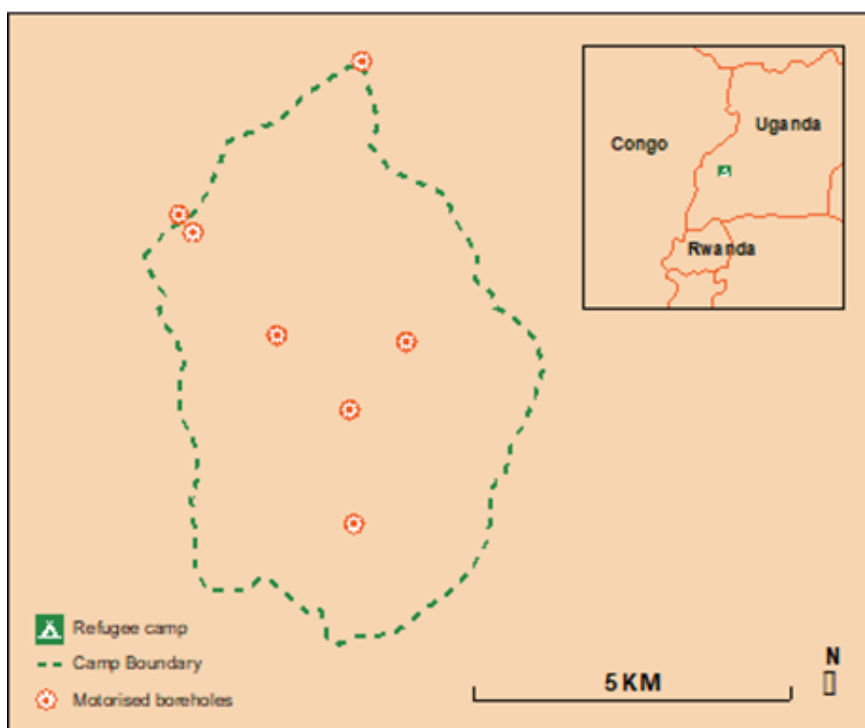 Congo
Uganda
Rwanda
Refugee camp
Camp Boundary
Motorised boreholes
5 KM
N